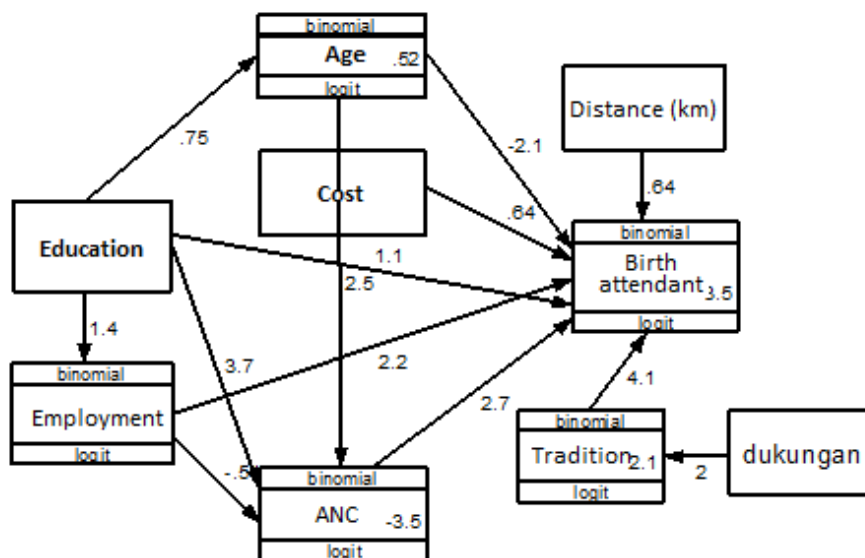 binomial
Age
.52
logit
Distance (km)
.75
-2.1
Cost
.64
.64
Education
binomial
Birth
attendant
3.5
logit
1.1
2.5
1.4
binomial
Employment
logit
3.7
2.2
4.1
2.7
-.5
binomial
ANC
-3.5
logit
binomial
Tradition
2.1
logit
2
dukungan